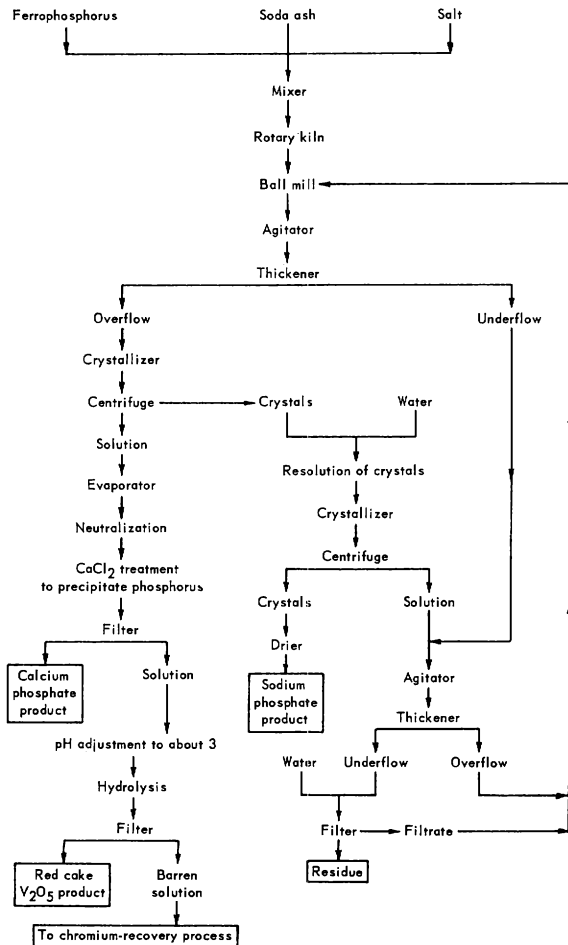 Ferrophosphorus Soda ash Salt
Mixer
Rotary kiln
Ball mill
Agitator
Thickener
Overflow Underflow
Crystallizer
Centrifuge Crystals Water
Solution
Resolution of crystals
Evaporator
Crystallizer
Neutralization
Centrifuge
CaCl2 treatment
to precipitate phosphorus
Crystals Solution
Filter
Drier
Calcium
phosphate
product
Solution
Sodium
phosphate
product
Agitator
Thickener
pH adjustment to about 3
Water Underflow Overflow
Hydrolysis
Filter
Filter Filtrate
Red cake
V2O5 product
Barren
solution
Residue
To chromium-recovery process